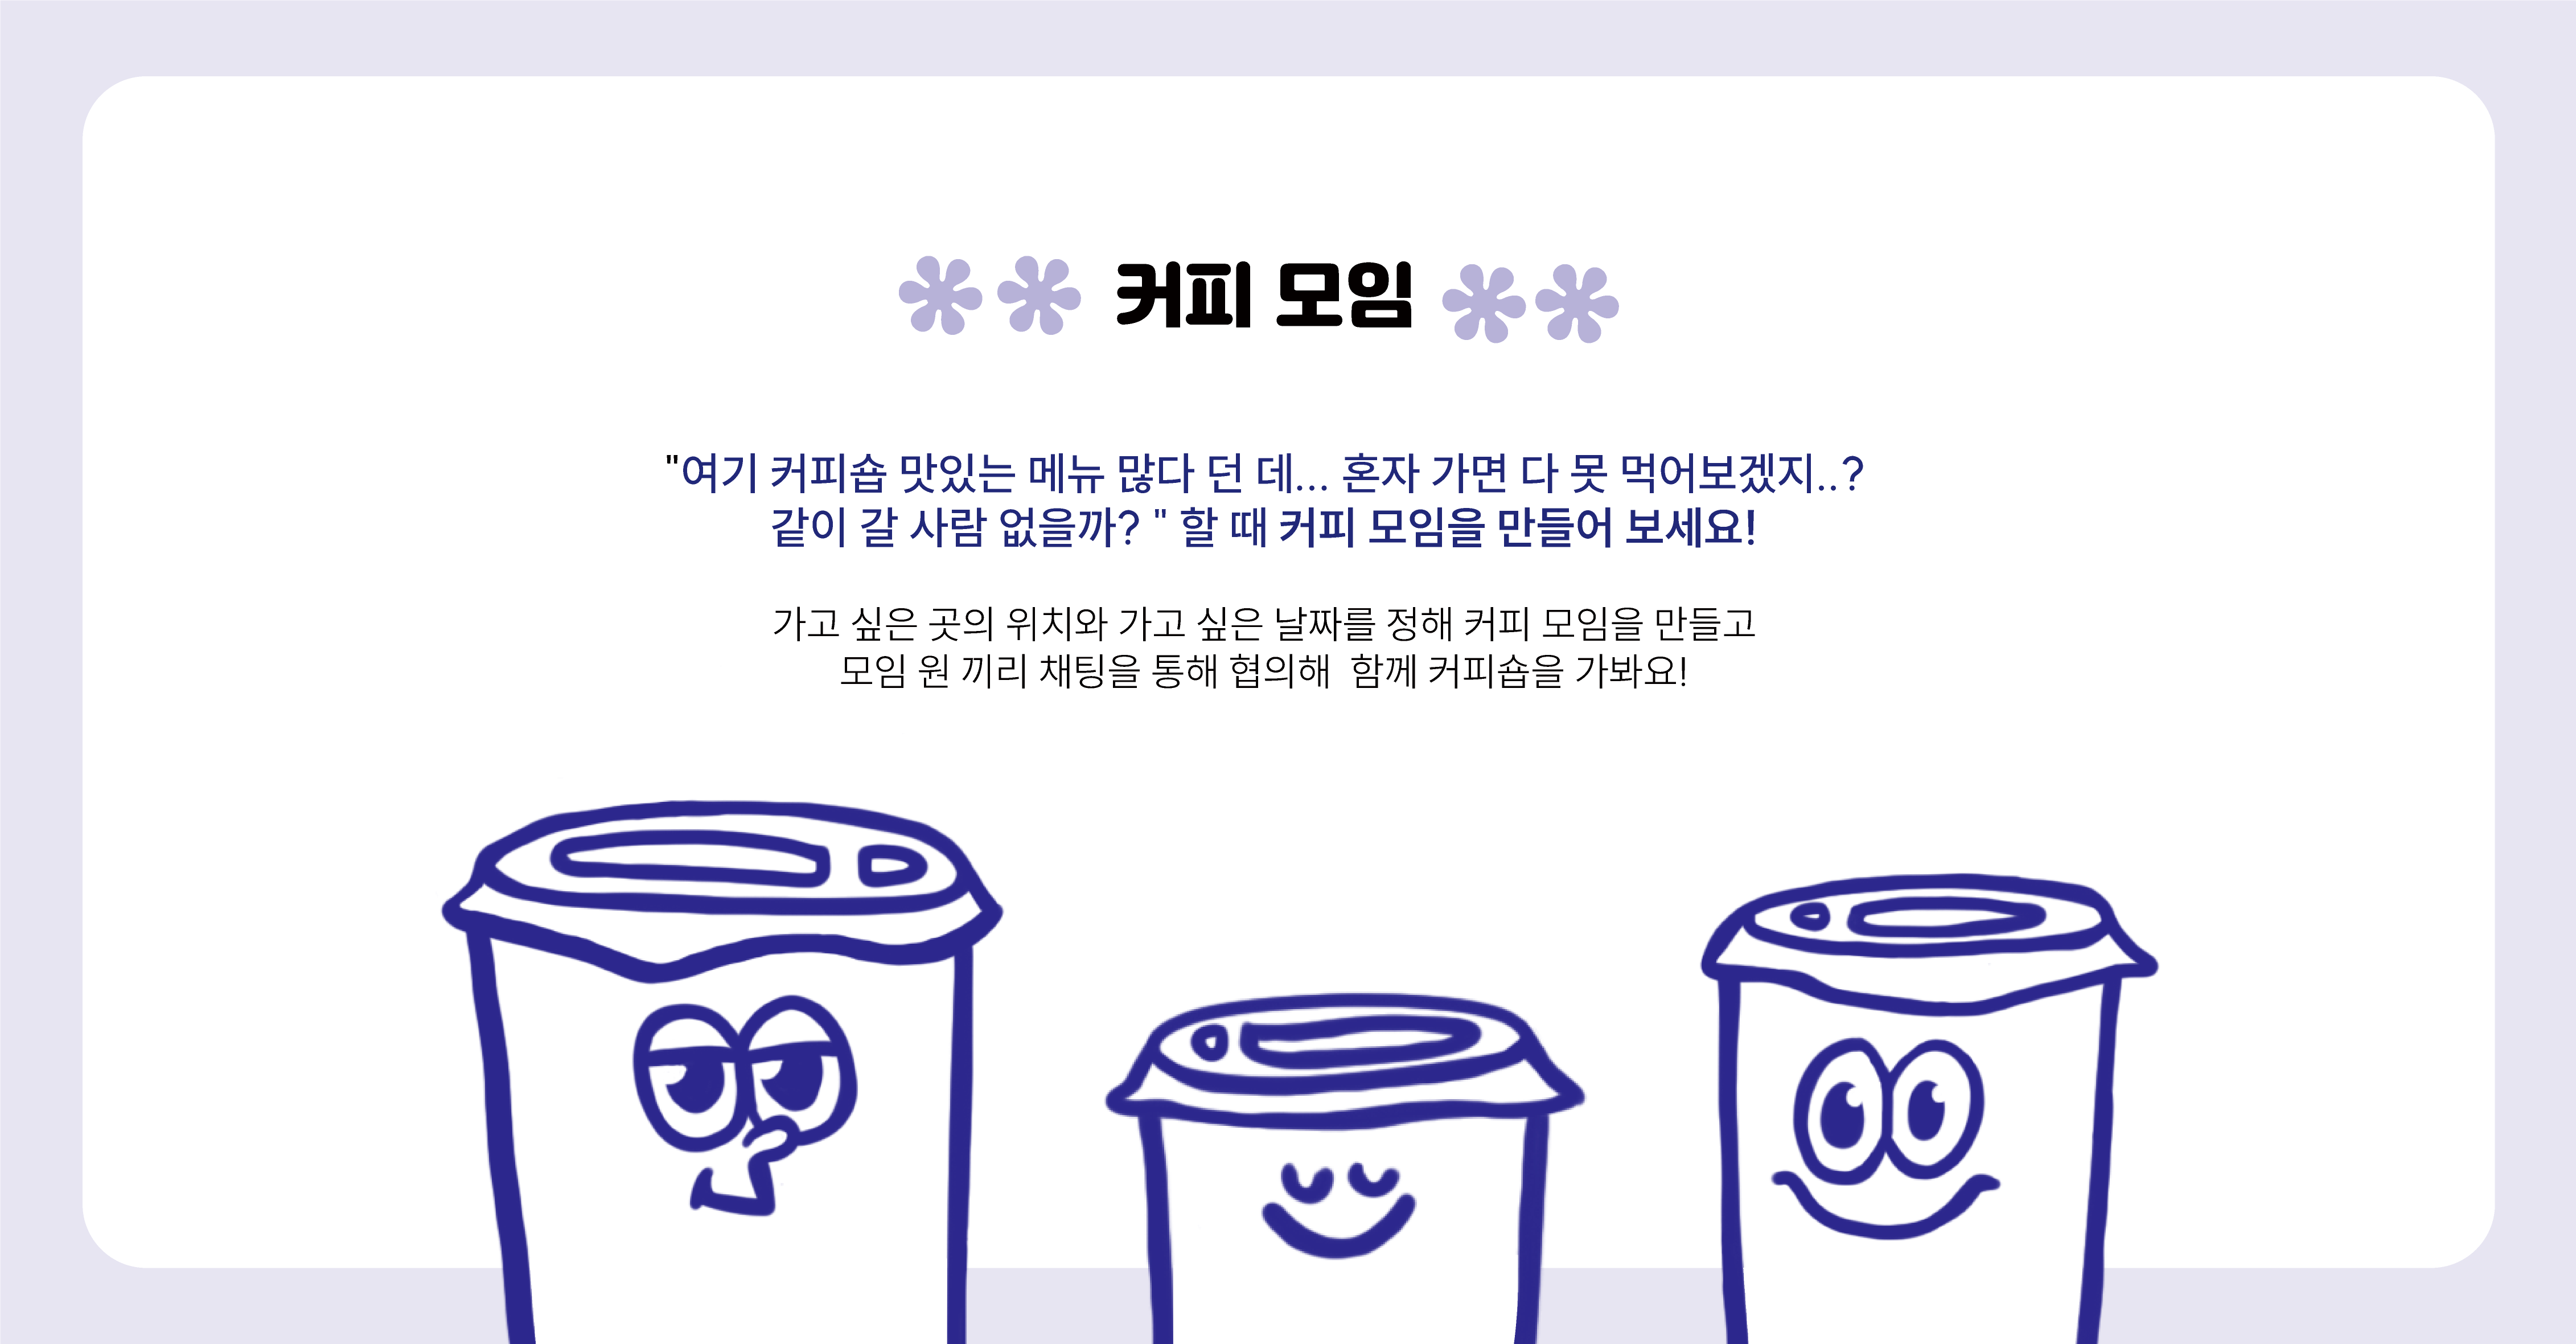 커피 모임
"여기 커피숍 맛있는 메뉴 많다 던 데... 혼자 가면 다 못 먹어보겠지..?
같이 갈 사람 없을까? " 할 때 커피 모임을 만들어 보세요!
가고 싶은 곳의 위치와 가고 싶은 날짜를 정해 커피 모임을 만들고
모임 원 끼리 채팅을 통해 협의해  함께 커피숍을 가봐요!